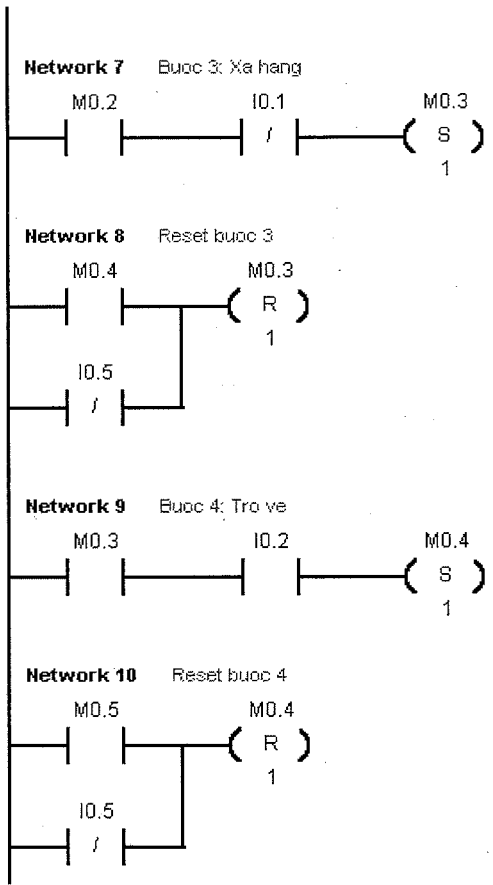 Network 7 Buoc 3: Xa hang
M0.2 I0.1 M0.3
/ S
1
Network 8 Reset buoc 3
M0.4 M0.3
R
1
I0.5
/
Network 9 Buoc 4: Tro ve
M0.3 I0.2 M0.4
S
1
Network 10 Reset buoc 4
M0.5 M0.4
R
1
I0.5
/